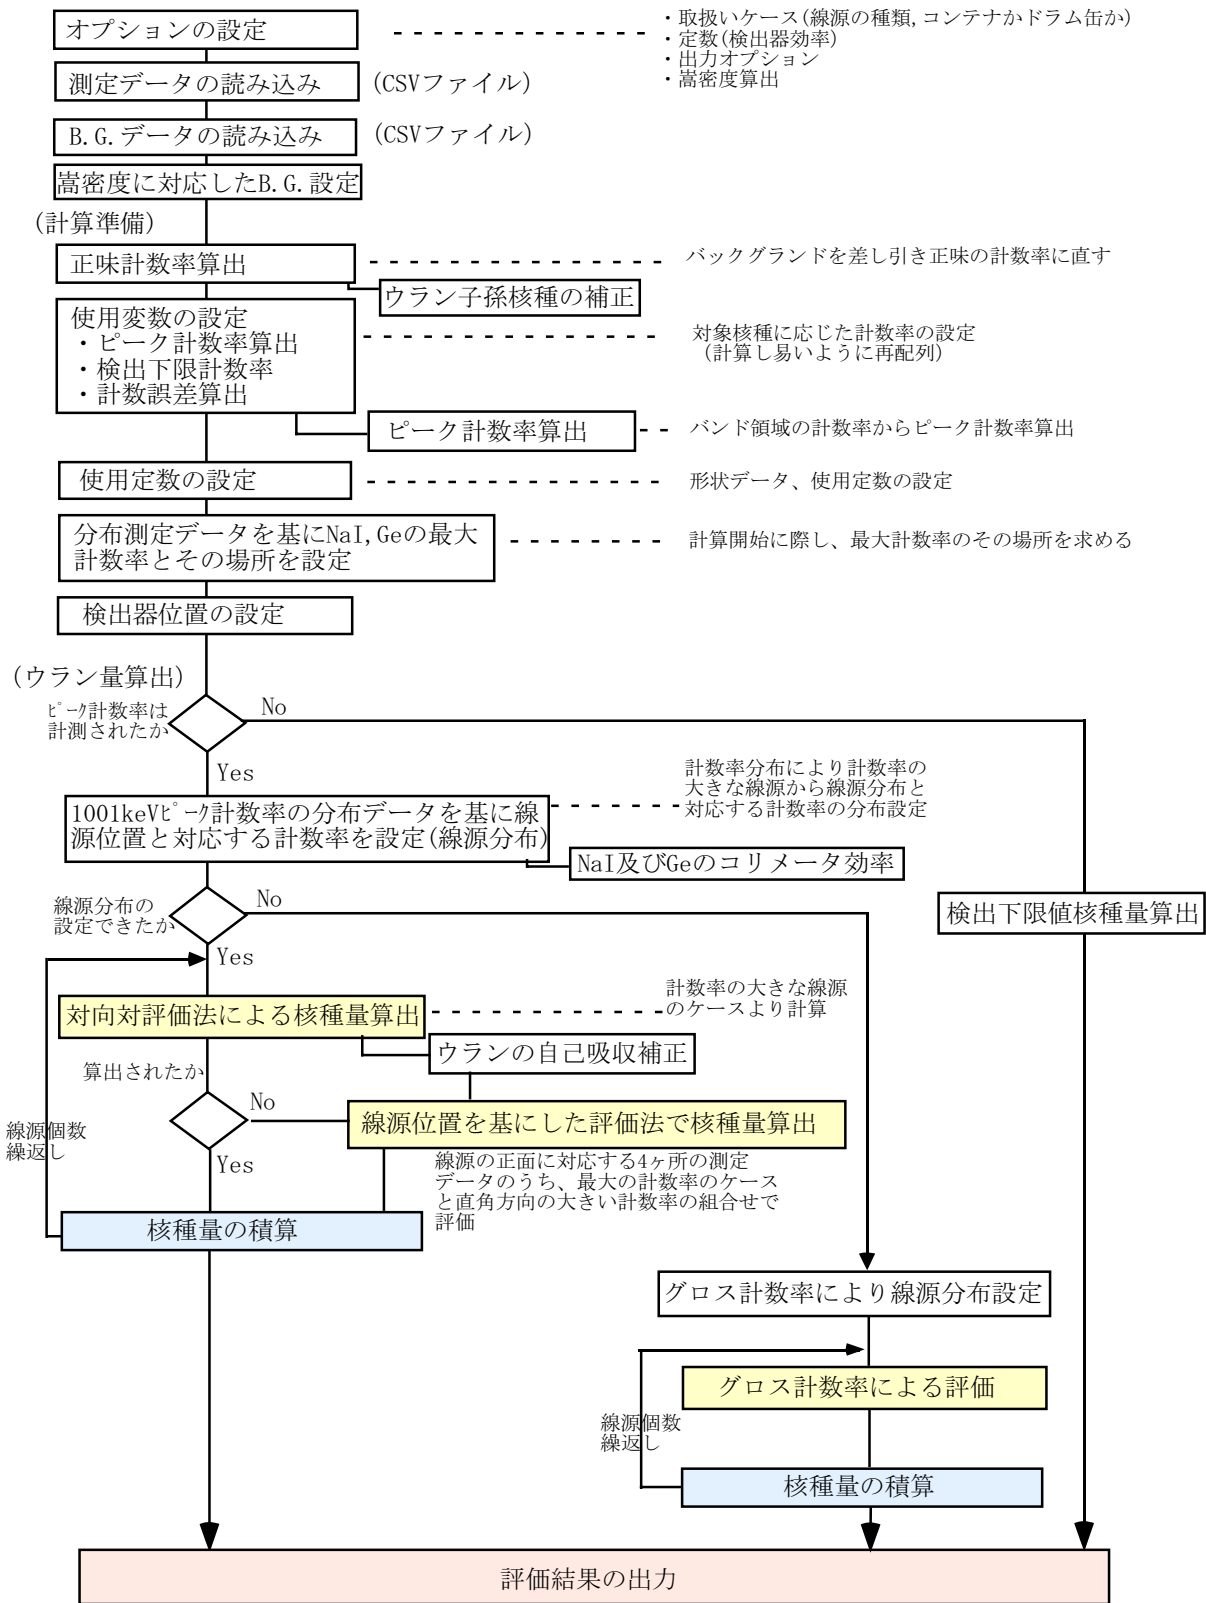 オプションの設定
・取扱いケース(線源の種類,コンテナかドラム缶か)
・定数(検出器効率)
・出力オプション
・嵩密度算出
測定データの読み込み
(CSVファイル)
B.G.データの読み込み
(CSVファイル)
嵩密度に対応したB.G.設定
(計算準備)
正味計数率算出
バックグランドを差し引き正味の計数率に直す
ウラン子孫核種の補正
使用変数の設定
・ピーク計数率算出
・検出下限計数率
・計数誤差算出
対象核種に応じた計数率の設定
(計算し易いように再配列)
ピーク計数率算出
バンド領域の計数率からピーク計数率算出
使用定数の設定
形状データ、使用定数の設定
分布測定データを基にNaI,Geの最大
計数率とその場所を設定
計算開始に際し、最大計数率のその場所を求める
検出器位置の設定
(ウラン量算出)
ﾋﾟｰｸ計数率は
計測されたか
No
Yes
計数率分布により計数率の
大きな線源から線源分布と
対応する計数率の分布設定
1001keVﾋﾟｰｸ計数率の分布データを基に線
源位置と対応する計数率を設定(線源分布)
NaI及びGeのコリメータ効率
線源分布の
設定できたか
No
Yes
検出下限値核種量算出
対向対評価法による核種量算出
計数率の大きな線源
のケースより計算
ウランの自己吸収補正
算出されたか
No
Yes
線源位置を基にした評価法で核種量算出
線源の正面に対応する4ヶ所の測定
データのうち、最大の計数率のケース
と直角方向の大きい計数率の組合せで
評価
線源個数
繰返し
核種量の積算
グロス計数率により線源分布設定
グロス計数率による評価
線源個数
繰返し
核種量の積算
評価結果の出力